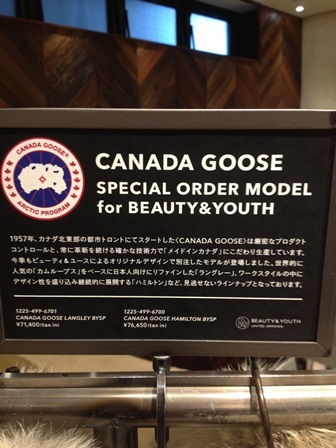 CANADA GOOSE®
ARCTIC PROGRAM
CANADA GOOSE
SPECIAL ORDER MODEL
for BEAUTY&YOUTH
1957年、カナダ北東部の都市トロントにてスタートした〈CANADA GOOSE〉は厳密なプロダクト
コントロールと、常に革新を続ける確かな技術力で「メイドインカナダ」にこだわり生産しています。
今季もビューティ&ユースによるオリジナルデザインで別注したモデルが登場しました。世界的に
人気の「カムループス」をベースに日本人向けにリファインした「ラングレー」、ワークスタイルの中に
デザイン性を盛り込み継続的に展開する「ハミルトン」など、見逃せないラインナップとなっております。
1225-499-6701
CANADA GOOSE LANGLEY BYSP
¥71,400(tax in)
1225-499-6700
CANADA GOOSE HAMILTON BYSP
¥76,650(tax in)
BEAUTY&YOUTH
UNITED ARROWS